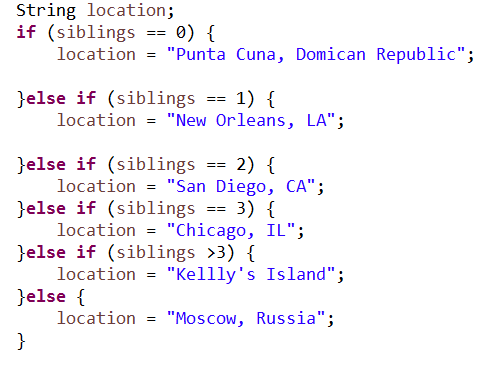 String location;
if (siblings == 0) {
    location = "Punta Cuna, Domican Republic";

}else if (siblings == 1) {
    location = "New Orleans, LA";

}else if (siblings == 2) {
    location = "San Diego, CA";
}else if (siblings == 3) {
    location = "Chicago, IL";
}else if (siblings >3) {
    location = "Kellly's Island";
}else {
    location = "Moscow, Russia";
}